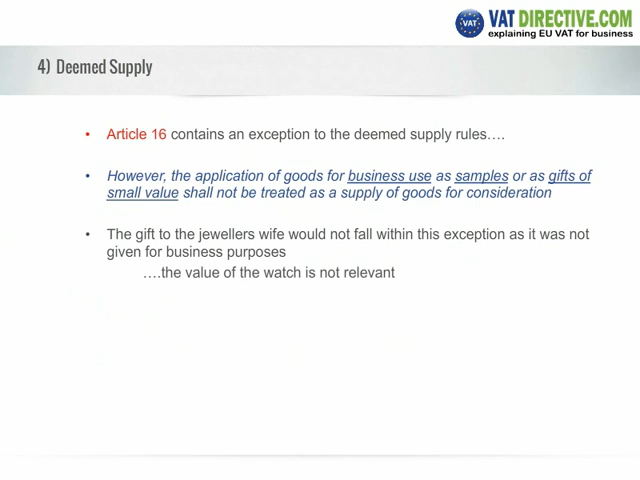 VAT DIRECTIVE.COM
explaining EU VAT for business
VAT
4) Deemed Supply
• Article 16 contains an exception to the deemed supply rules….
• However, the application of goods for business use as samples or as gifts of
small value shall not be treated as a supply of goods for consideration
• The gift to the jewellers wife would not fall within this exception as it was not
given for business purposes
….the value of the watch is not relevant